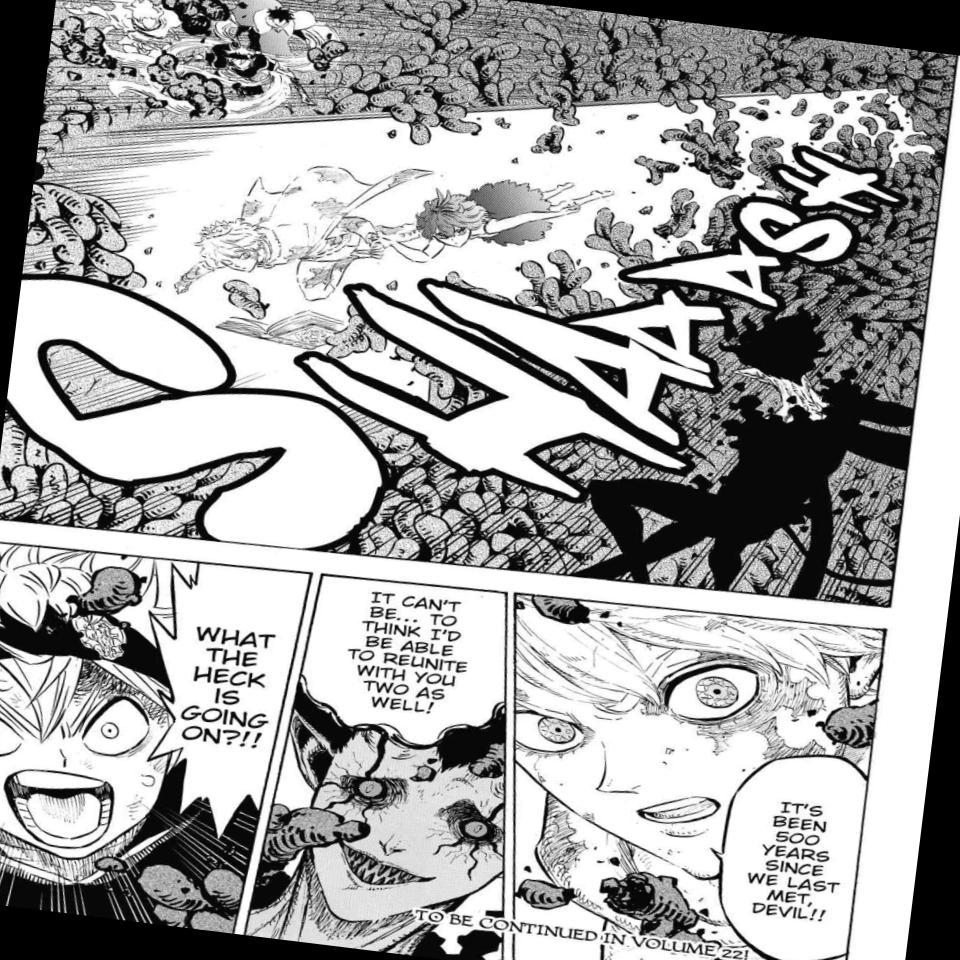 SHAAASH
IT'S
BEEN
500
YEARS
SINCE
WE LAST
MET,
DEVIL!!
IT CAN'T
BE... TO
THINK I'D
BE ABLE
TO REUNITE
WITH YOU
TWO AS
WELL!
WHAT
THE
HECK
IS
GOING
ON?!!
TO BE CONTINUED IN VOLUME 22!